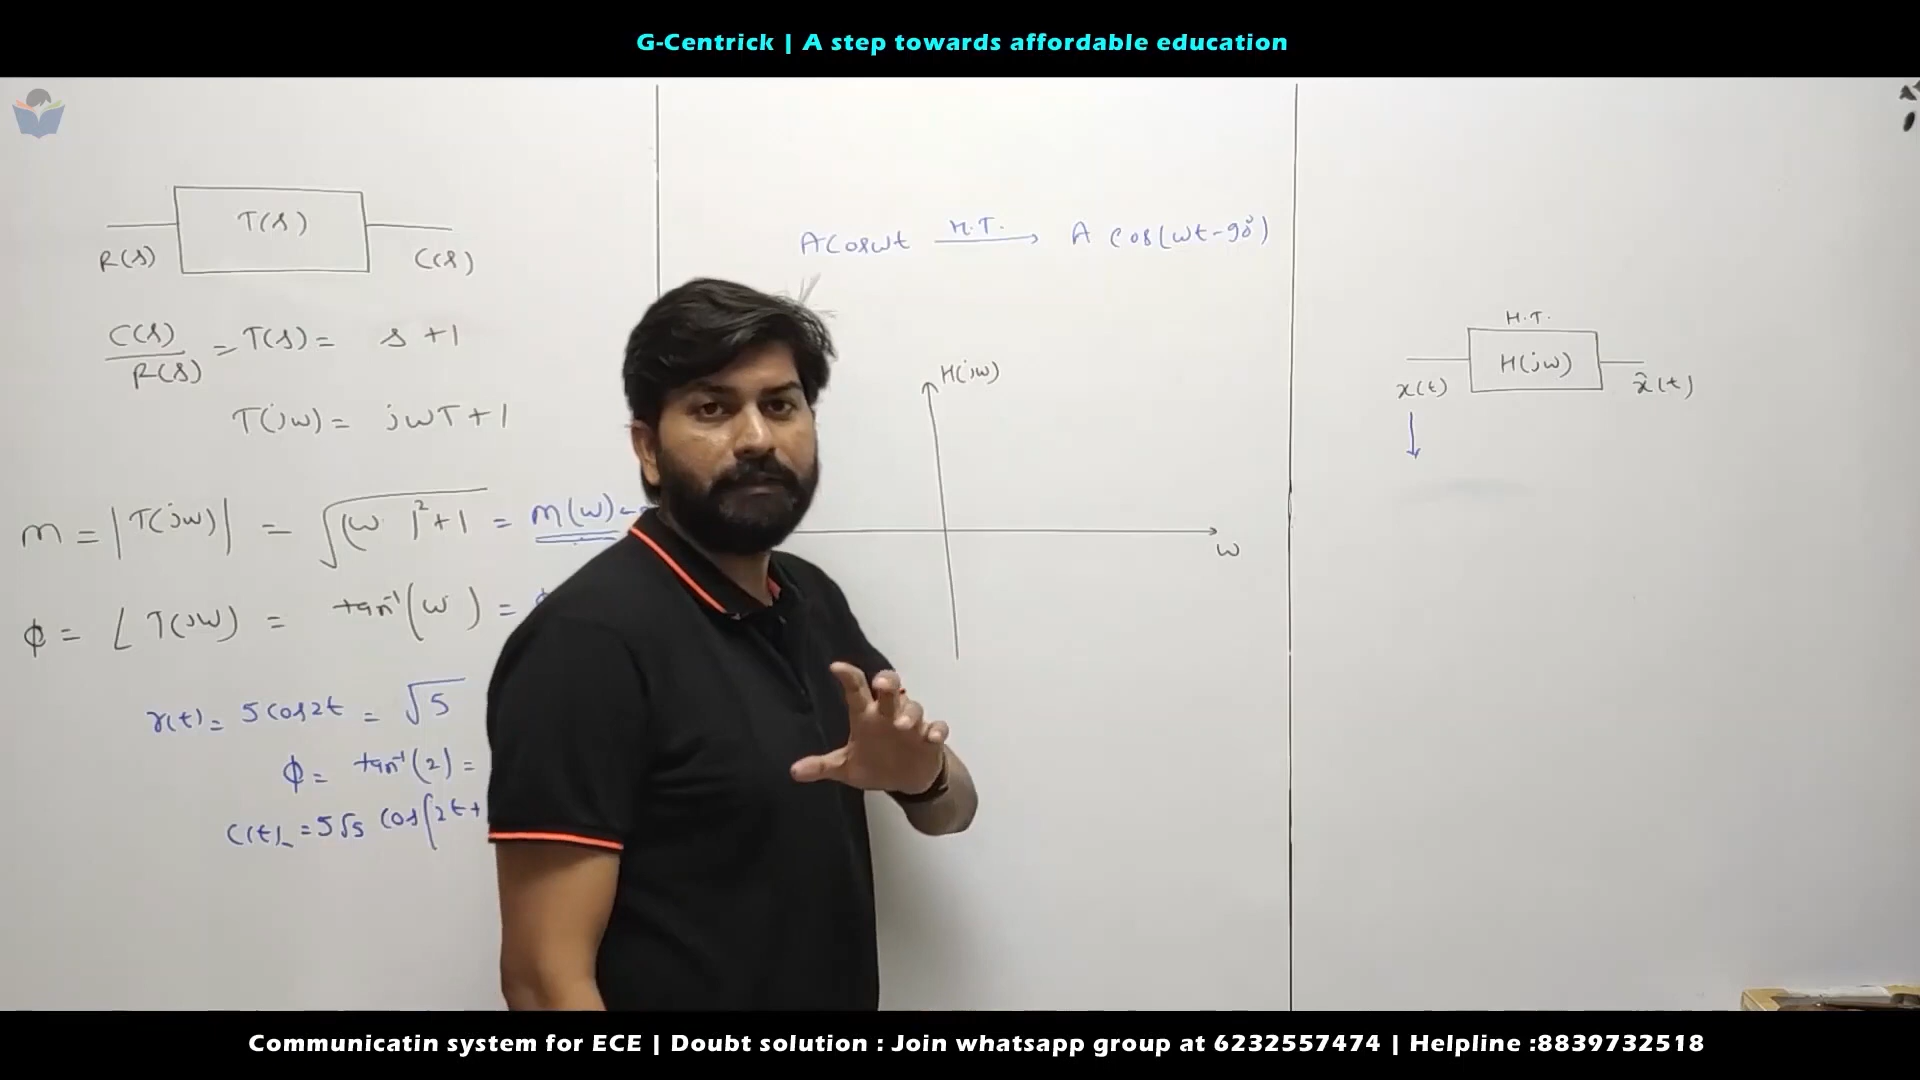 G-Centrick | A step towards affordable education
T(s)
R(s) C(s)
C(s)/R(s) = T(s) = s + 1
T(jω) = jωT + 1
m = |T(jω)| = √(ω )² + 1 = m(ω)
ϕ = ∠T(jω) = tan⁻¹(ω ) =
r(t) = 5 cos2t = √5
ϕ = tan⁻¹(2) =
C(t) = 5√5 cos(2t +
A cosωt H.T. → A cos(ωt - 90°)
H(jω)
ω
H.T.
H(jω)
x(t) x̂(t)
Communicatin system for ECE | Doubt solution : Join whatsapp group at 6232557474 | Helpline :8839732518